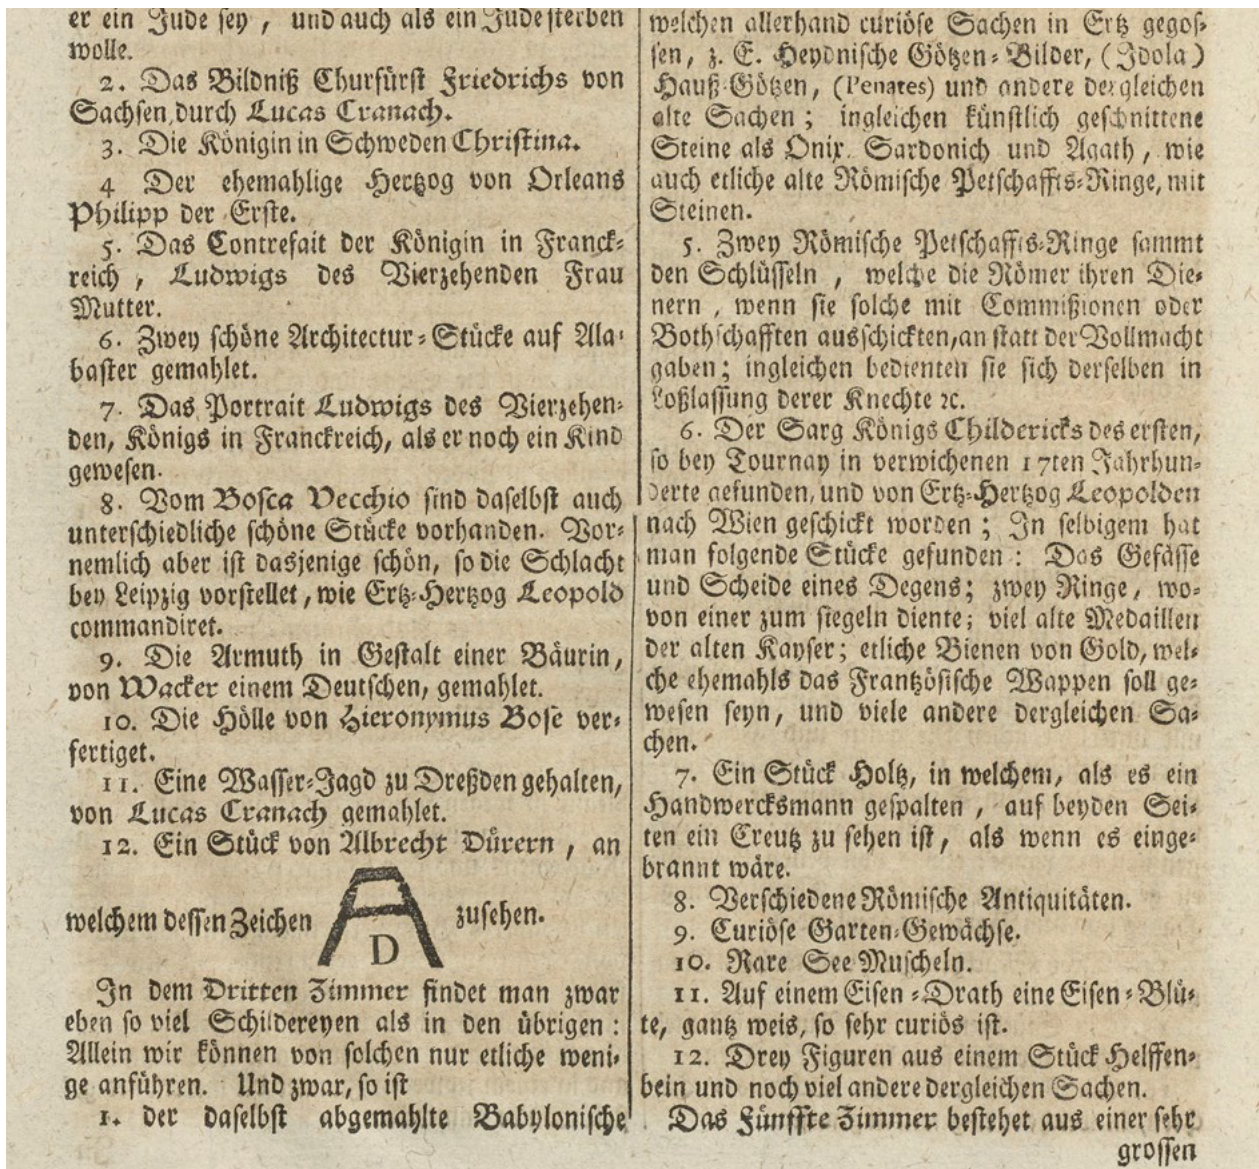 er ein Jude sey, und auch als ein Jude sterben
wolle.
2. Das Bildniß Churfürst Friedrichs von
Sachsen, durch Lucas Cranach.
3. Die Königin in Schweden Christina.
4 Der ehemahlige Hertzog von Orleans
Philipp der Erste.
5. Das Contrefait der Königin in Franck-
reich, Ludwigs des Vierzehenden Frau
Mutter.
6. Zwey schöne Architectur-Stücke auf Ala-
baster gemahlet.
7. Das Portrait Ludwigs des Vierzehen-
den, Königs in Franckreich, als er noch ein Kind
gewesen.
8. Vom Bosca Vecchio sind daselbst auch
unterschiedliche schöne Stücke vorhanden. Vor-
nemlich aber ist dasjenige schön, so die Schlacht
bey Leipzig vorstellet, wie Ertz-Hertzog Leopold
commandiret.
9. Die Armuth in Gestalt einer Bäurin,
von Wacker einem Deutschen, gemahlet.
10. Die Hölle von Hieronymus Bose ver-
fertiget.
11. Eine Wasser-Jagd zu Dreßden gehalten,
von Lucas Cranach gemahlet.
12. Ein Stück von Albrecht Dürern, an
welchem dessen Zeichen AD zusehen.
In dem Dritten Zimmer findet man zwar
eben so viel Schildereyen als in den übrigen:
Allein wir können von solchen nur etliche weni-
ge anführen. Und zwar, so ist
1. der daselbst abgemahlte Babylonische
welchen allerhand curiöse Sachen in Ertz gegos-
sen, z. E. Heydnische Götzen-Bilder, (Idola)
Hauß-Götzen, (Penates) und andere dergleichen
alte Sachen; ingleichen künstlich geschnittene
Steine als Onix. Sardonich und Agath, wie
auch etliche alte Römische Petschaffts-Ringe, mit
Steinen.
5. Zwey Römische Petschaffts-Ringe sammt
den Schlüsseln, welche die Römer ihren Die-
nern, wenn sie solche mit Commißionen oder
Bothschafften ausschickten, an statt der Vollmacht
gaben; ingleichen bedienten sie sich derselben in
Loßlassung derer Knechte ꝛc.
6. Der Sarg Königs Childericks des ersten,
so bey Tournay in verwichenen 17ten Jahrhun-
derte gefunden, und von Ertz-Hertzog Leopolden
nach Wien geschickt worden; In selbigem hat
man folgende Stücke gefunden: Das Gefässe
und Scheide eines Degens; zwey Ringe, wo-
von einer zum siegeln diente; viel alte Medaillen
der alten Kayser; etliche Bienen von Gold, wel-
che ehemahls das Frantzösische Wappen soll ge-
wesen seyn, und viele andere dergleichen Sa-
chen.
7. Ein Stück Holtz, in welchem, als es ein
Handwercksmann gespalten, auf beyden Sei-
ten ein Creutz zu sehen ist, als wenn es einge-
brannt wäre.
8. Verschiedene Römische Antiquitäten.
9. Curiöse Garten-Gewächse.
10. Rare See Muscheln.
11. Auf einem Eisen-Drath eine Eisen-Blü-
te, gantz weis, so sehr curiös ist.
12. Drey Figuren aus einem Stück Helffen-
bein und noch viel andere dergleichen Sachen.
Das Fünffte Zimmer bestehet aus einer sehr
grossen